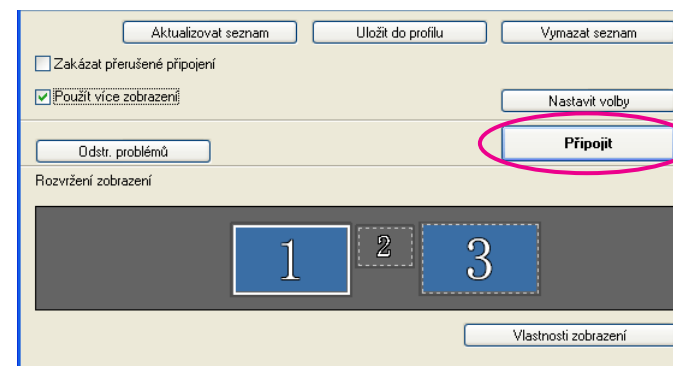 Aktualizovat seznam Uložit do profilu Vymazat seznam
Zakázat přerušené připojení
Použít více zobrazení
Nastavit volby
Připojit
Odstr. problémů
Rozvržení zobrazení
1 2 3
Vlastnosti zobrazení